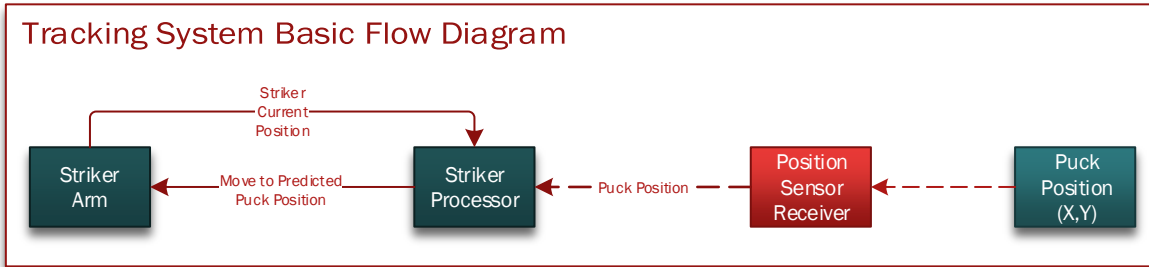 Tracking System Basic Flow Diagram
Striker
Current
Position
Striker
Arm
Move to Predicted
Puck Position
Striker
Processor
Puck Position
Position
Sensor
Receiver
Puck
Position
(X,Y)